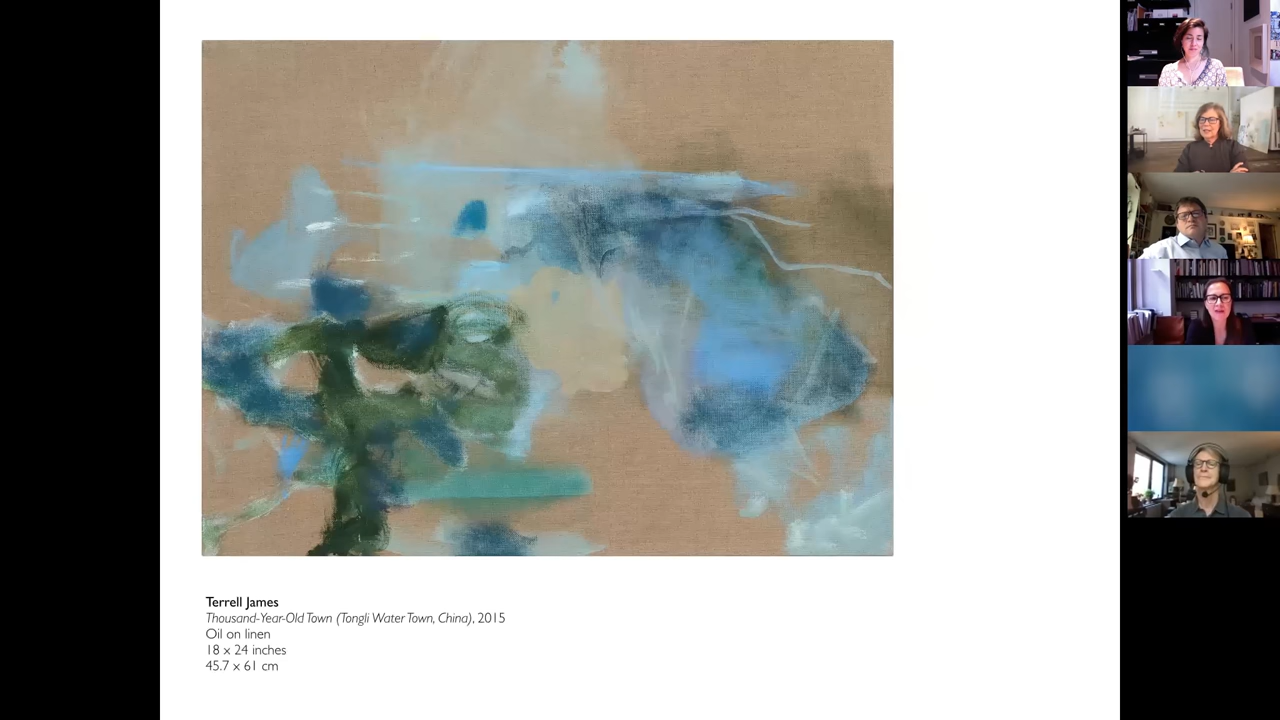 Terrell James
Thousand-Year-Old Town (Tongli Water Town, China), 2015
Oil on linen
18 x 24 inches
45.7 x 61 cm